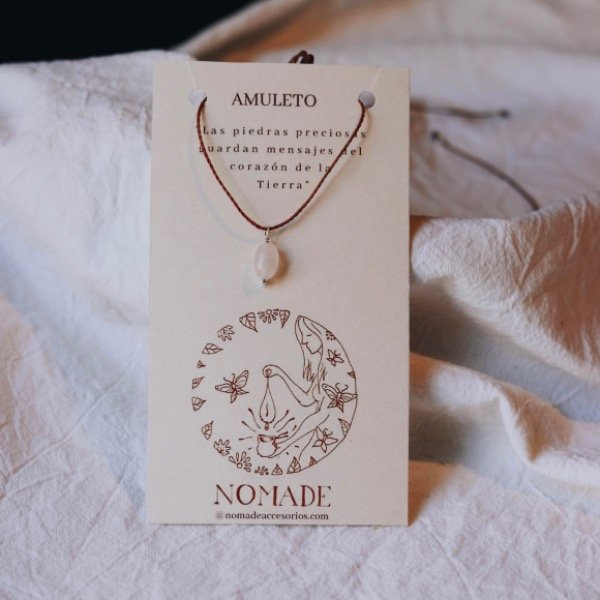 AMULETO
"Las piedras preciosas
guardan mensajes del
corazón de la
Tierra"
NOMADE
@nomadeaccesorios.com